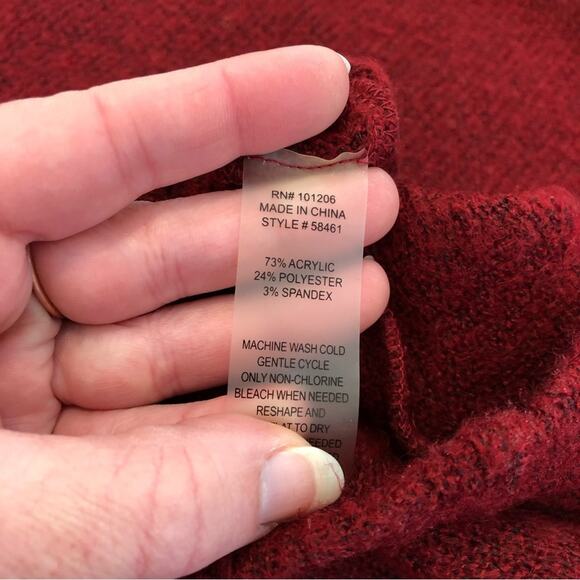 RN# 101206
MADE IN CHINA
STYLE # 58461
73% ACRYLIC
24% POLYESTER
3% SPANDEX
MACHINE WASH COLD
GENTLE CYCLE
ONLY NON-CHLORINE
BLEACH WHEN NEEDED
RESHAPE AND
TO DRY